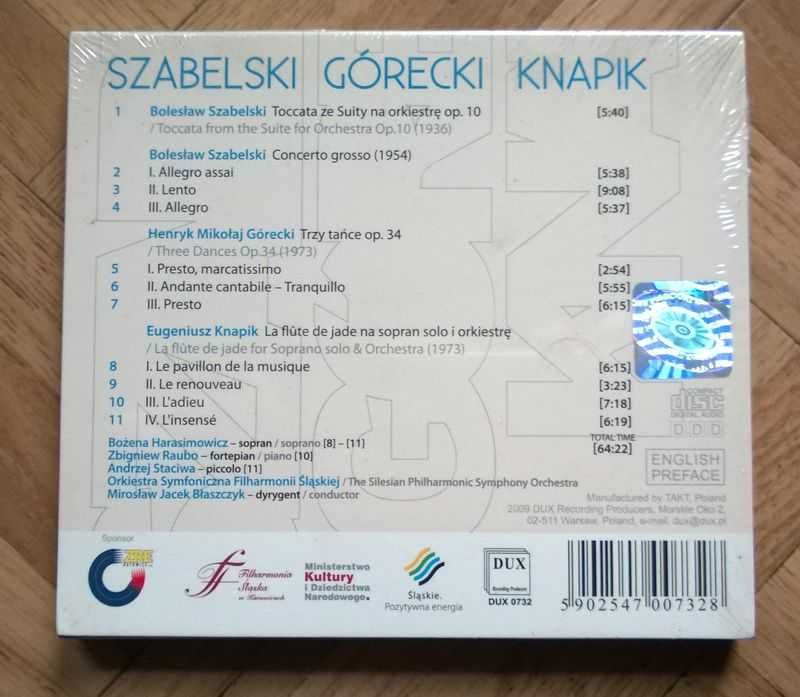 SZABELSKI GÓRECKI KNAPIK
1 Bolesław Szabelski Toccata ze Suity na orkiestrę op. 10 [5:40]
/ Toccata from the Suite for Orchestra Op.10 (1936)
Bolesław Szabelski Concerto grosso (1954)
2 I. Allegro assai [5:38]
3 II. Lento [9:08]
4 III. Allegro [5:37]
Henryk Mikołaj Górecki Trzy tańce op. 34
/ Three Dances Op.34 (1973)
5 I. Presto, marcatissimo [2:54]
6 II. Andante cantabile – Tranquillo [5:55]
7 III. Presto [6:15]
Eugeniusz Knapik La flûte de jade na sopran solo i orkiestrę
/ La flûte de jade for Soprano solo & Orchestra (1973)
8 I. Le pavillon de la musique [6:15]
9 II. Le renouveau [3:23]
10 III. L'adieu [7:18]
11 IV. L'insensé [6:19]
TOTAL TIME
[64:22]
Bożena Harasimowicz – sopran / soprano [8] – [11]
Zbigniew Raubo – fortepian / piano [10]
Andrzej Staciwa – piccolo [11]
Orkiestra Symfoniczna Filharmonii Śląskiej / The Silesian Philharmonic Symphony Orchestra
Mirosław Jacek Błaszczyk – dyrygent / conductor
COMPACT
disc
DIGITAL AUDIO
DDD
ENGLISH
PREFACE
Manufactured by TAKT, Poland
2009 DUX Recording Producers, Morskie Oko 2,
02-511 Warsaw, Poland, e-mail: dux@dux.pl
Sponsor
Filharmonia
Śląska
w Katowicach
Ministerstwo
Kultury
i Dziedzictwa
Narodowego.
Śląskie.
Pozytywna energia
DUX
Recording Producers
DUX 0732
5 902547 007328